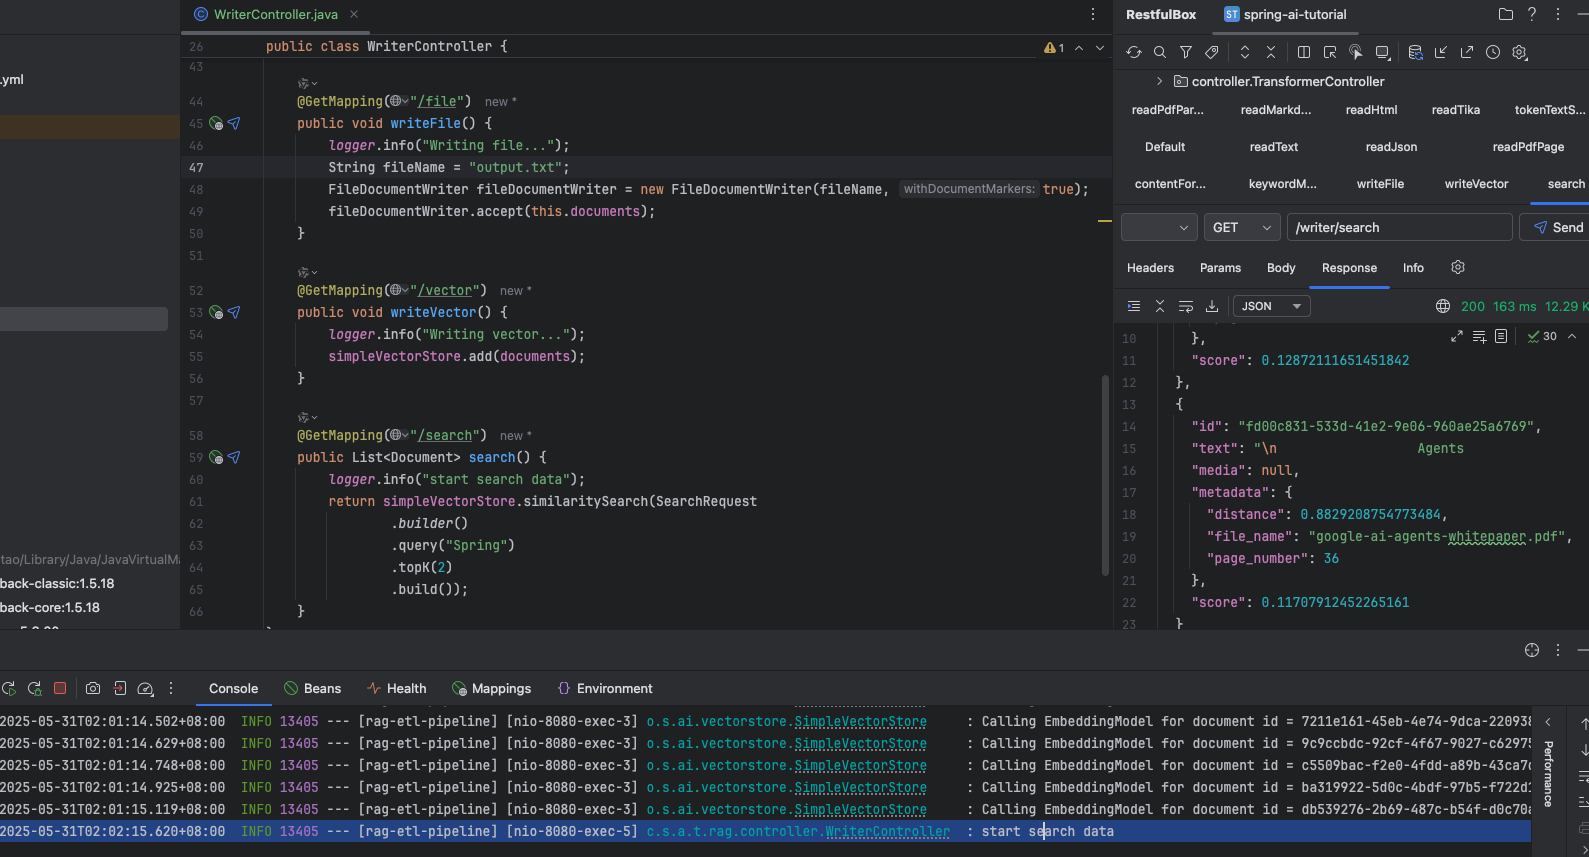 WriterController.java
RestfulBox
spring-ai-tutorial
26 public class WriterController {
1
43
44 @GetMapping("/file") new *
45 public void writeFile() {
46 logger.info("Writing file...");
47 String fileName = "output.txt";
48 FileDocumentWriter fileDocumentWriter = new FileDocumentWriter(fileName, withDocumentMarkers: true);
49 fileDocumentWriter.accept(this.documents);
50 }
51
52 @GetMapping("/vector") new *
53 public void writeVector() {
54 logger.info("Writing vector...");
55 simpleVectorStore.add(documents);
56 }
57
58 @GetMapping("/search") new *
59 public List<Document> search() {
60 logger.info("start search data");
61 return simpleVectorStore.similaritySearch(SearchRequest
62 .builder()
63 .query("Spring")
64 .topK(2)
65 .build());
66 }
.yml
tao/Library/Java/JavaVirtualMa
back-classic:1.5.18
back-core:1.5.18
controller.TransformerController
readPdfPar... readMarkd... readHtml readTika tokenTextS...
Default readText readJson readPdfPage
contentFor... keywordM... writeFile writeVector search
GET /writer/search Send
Headers Params Body Response Info
JSON 200 163 ms 12.29 K
30
10 },
11 "score": 0.12872111651451842
12 },
13 {
14 "id": "fd00c831-533d-41e2-9e06-960ae25a6769",
15 "text": "\n Agents
16 "media": null,
17 "metadata": {
18 "distance": 0.8829208754773484,
19 "file_name": "google-ai-agents-whitepaper.pdf",
20 "page_number": 36
21 },
22 "score": 0.11707912452265161
23 }
Console Beans Health Mappings Environment
2025-05-31T02:01:14.502+08:00 INFO 13405 --- [rag-etl-pipeline] [nio-8080-exec-3] o.s.ai.vectorstore.SimpleVectorStore : Calling EmbeddingModel for document id = 7211e161-45eb-4e74-9dca-220938
2025-05-31T02:01:14.629+08:00 INFO 13405 --- [rag-etl-pipeline] [nio-8080-exec-3] o.s.ai.vectorstore.SimpleVectorStore : Calling EmbeddingModel for document id = 9c9ccbdc-92cf-4f67-9027-c62975
2025-05-31T02:01:14.748+08:00 INFO 13405 --- [rag-etl-pipeline] [nio-8080-exec-3] o.s.ai.vectorstore.SimpleVectorStore : Calling EmbeddingModel for document id = c5509bac-f2e0-4fdd-a89b-43ca7
2025-05-31T02:01:14.925+08:00 INFO 13405 --- [rag-etl-pipeline] [nio-8080-exec-3] o.s.ai.vectorstore.SimpleVectorStore : Calling EmbeddingModel for document id = ba319922-5d0c-4bdf-97b5-f722d1
2025-05-31T02:01:15.119+08:00 INFO 13405 --- [rag-etl-pipeline] [nio-8080-exec-3] o.s.ai.vectorstore.SimpleVectorStore : Calling EmbeddingModel for document id = db539276-2b69-487c-b54f-d0c70a
2025-05-31T02:02:15.620+08:00 INFO 13405 --- [rag-etl-pipeline] [nio-8080-exec-5] c.s.a.t.rag.controller.WriterController : start search data
Performance